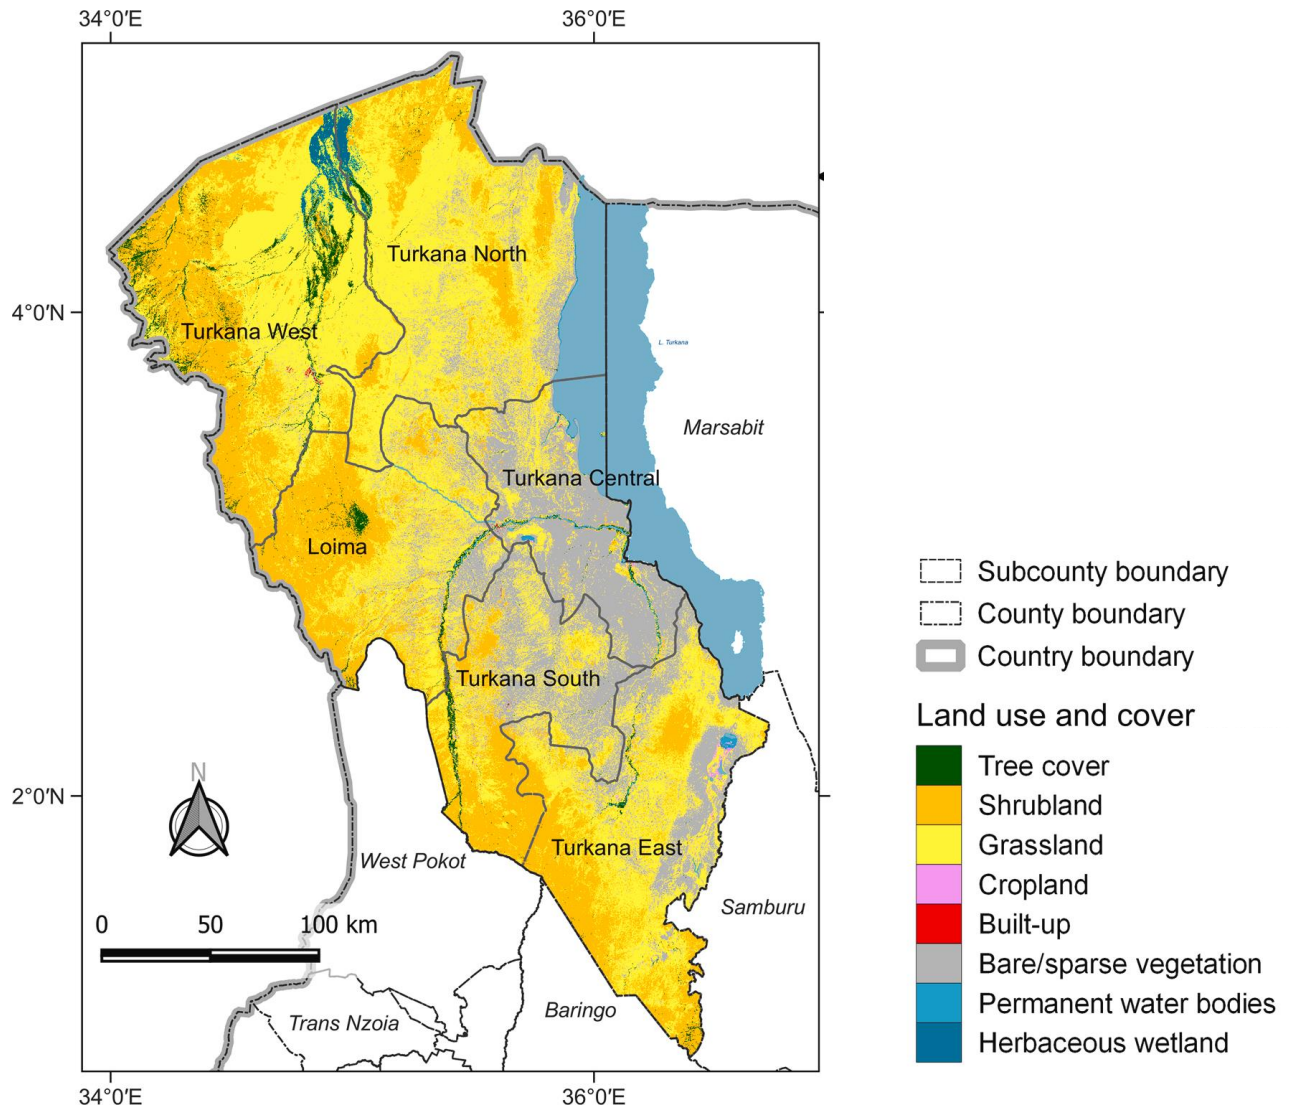 34°0′E 36°0′E
4°0′N
2°0′N
Turkana North
Turkana West
L. Turkana
Marsabit
Turkana Central
Loima
Turkana South
Turkana East
West Pokot
Samburu
Baringo
Trans Nzoia
N
0 50 100 km
34°0′E 36°0′E
Subcounty boundary
County boundary
Country boundary
Land use and cover
Tree cover
Shrubland
Grassland
Cropland
Built-up
Bare/sparse vegetation
Permanent water bodies
Herbaceous wetland